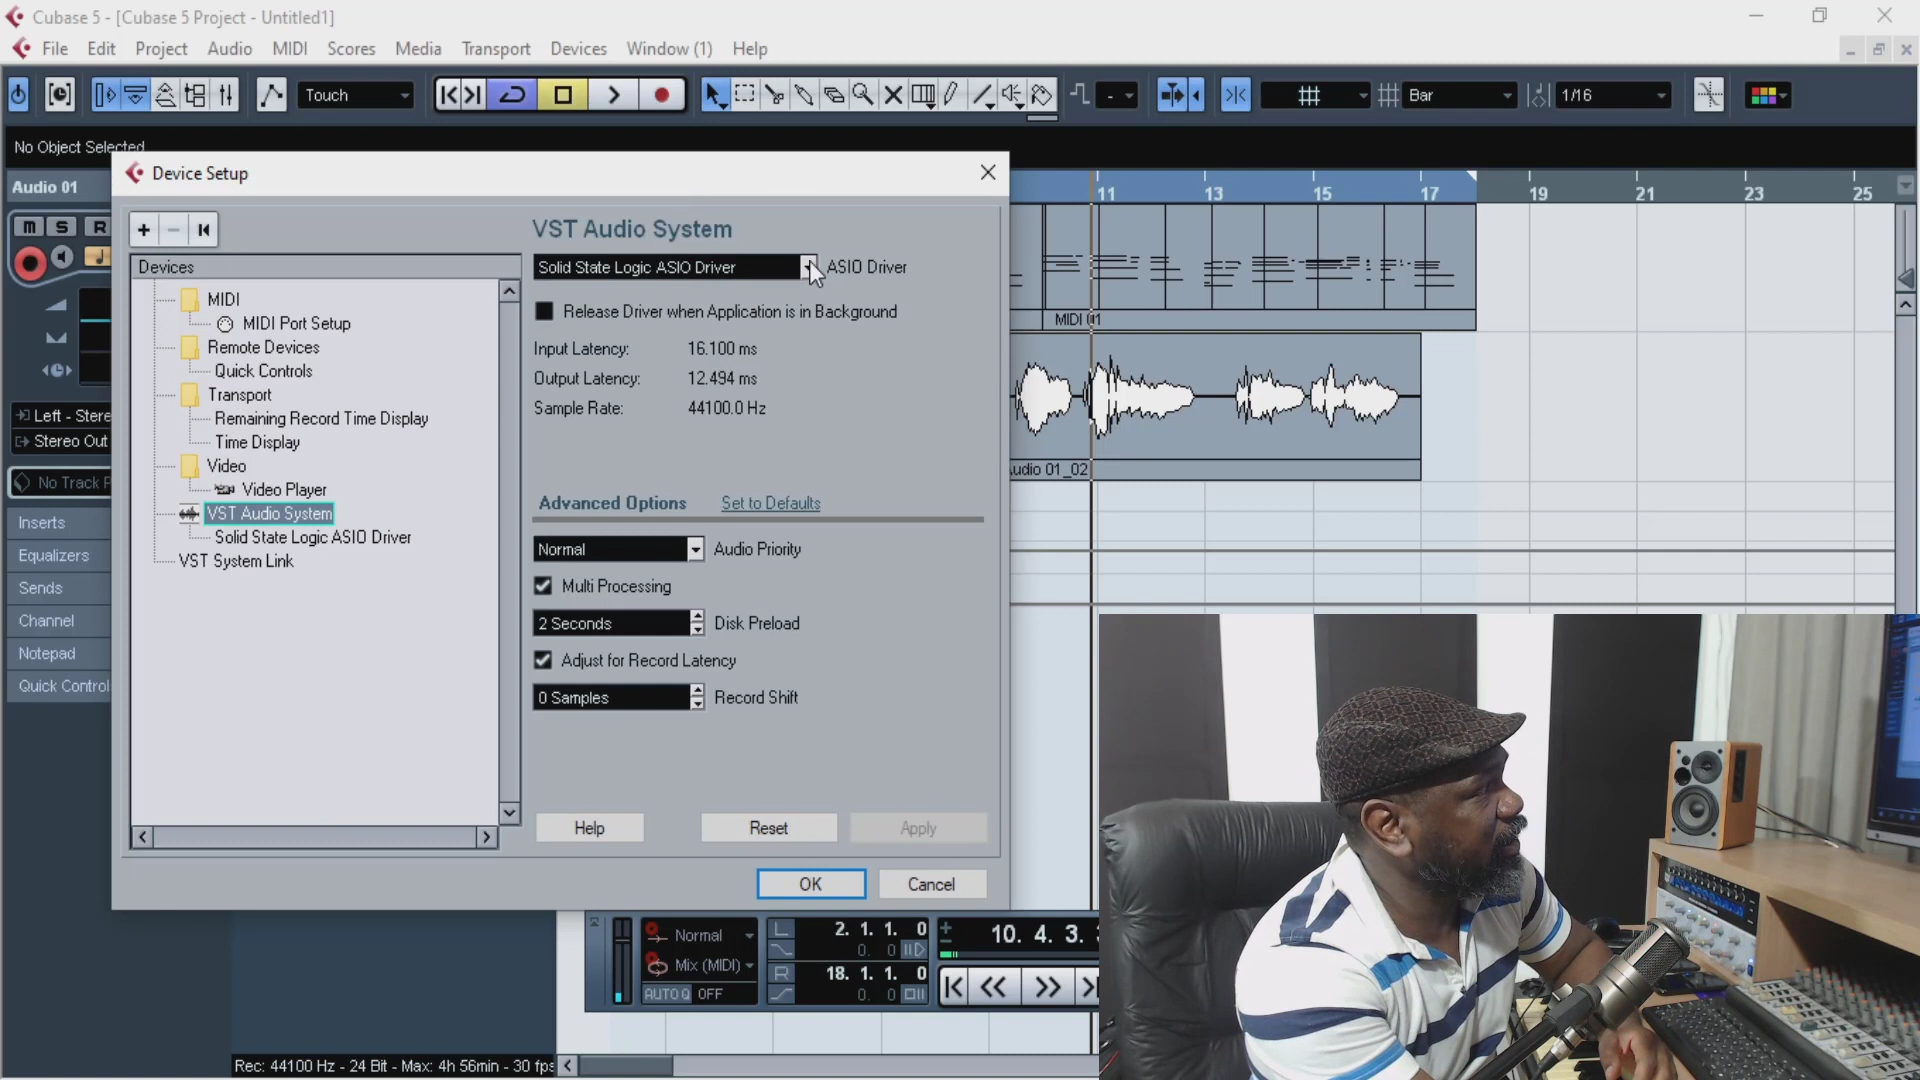 Cubase 5 - [Cubase 5 Project - Untitled1]
File Edit Project Audio MIDI Scores Media Transport Devices Window (1) Help
Touch
- Bar 1/16
No Object Selected
Audio 01
Device Setup
11 13 15 17 19 21 23 25
m S R
VST Audio System
Devices
Solid State Logic ASIO Driver ASIO Driver
MIDI
MIDI Port Setup
Remote Devices
Quick Controls
Transport
Remaining Record Time Display
Time Display
Video
Video Player
VST Audio System
Solid State Logic ASIO Driver
VST System Link
Release Driver when Application is in Background
Input Latency: 16.100 ms
Output Latency: 12.494 ms
Sample Rate: 44100.0 Hz
Advanced Options Set to Defaults
Normal Audio Priority
Multi Processing
2 Seconds Disk Preload
Adjust for Record Latency
0 Samples Record Shift
Help Reset Apply
OK Cancel
MIDI 01
udio 01_02
Left - Stere
Stereo Out
No Track P
Inserts
Equalizers
Sends
Channel
Notepad
Quick Control
Normal
Mix (MIDI)
AUTO Q OFF
L 2. 1. 1. 0
0. 0
R 18. 1. 1. 0
0. 0
10. 4. 3.
Rec: 44100 Hz - 24 Bit - Max: 4h 56min - 30 fps